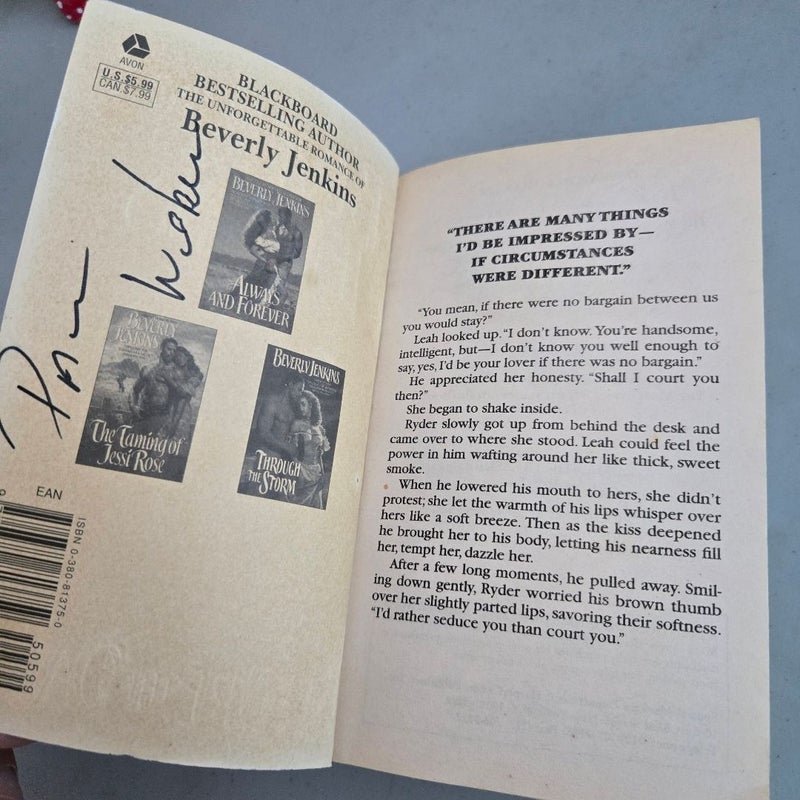 AVON
U.S.$5.99
CAN.$7.99
BLACKBOARD
BESTSELLING AUTHOR
THE UNFORGETTABLE ROMANCE OF
Beverly Jenkins
BEVERLY JENKINS
ALWAYS
AND FOREVER
BEVERLY
JENKINS
The Taming of
Jessi Rose
BEVERLY JENKINS
THROUGH
THE STORM
EAN
ISBN 0-380-81375-0
50599
"THERE ARE MANY THINGS
I'D BE IMPRESSED BY—
IF CIRCUMSTANCES
WERE DIFFERENT."
"You mean, if there were no bargain between us
you would stay?"
Leah looked up. "I don't know. You're handsome,
intelligent, but—I don't know you well enough to
say, yes, I'd be your lover if there was no bargain."
He appreciated her honesty. "Shall I court you
then?"
She began to shake inside.
Ryder slowly got up from behind the desk and
came over to where she stood. Leah could feel the
power in him wafting around her like thick, sweet
smoke.
When he lowered his mouth to hers, she didn't
protest; she let the warmth of his lips whisper over
hers like a soft breeze. Then as the kiss deepened
he brought her to his body, letting his nearness fill
her, tempt her, dazzle her.
After a few long moments, he pulled away. Smil-
ing down gently, Ryder worried his brown thumb
over her slightly parted lips, savoring their softness.
"I'd rather seduce you than court you."